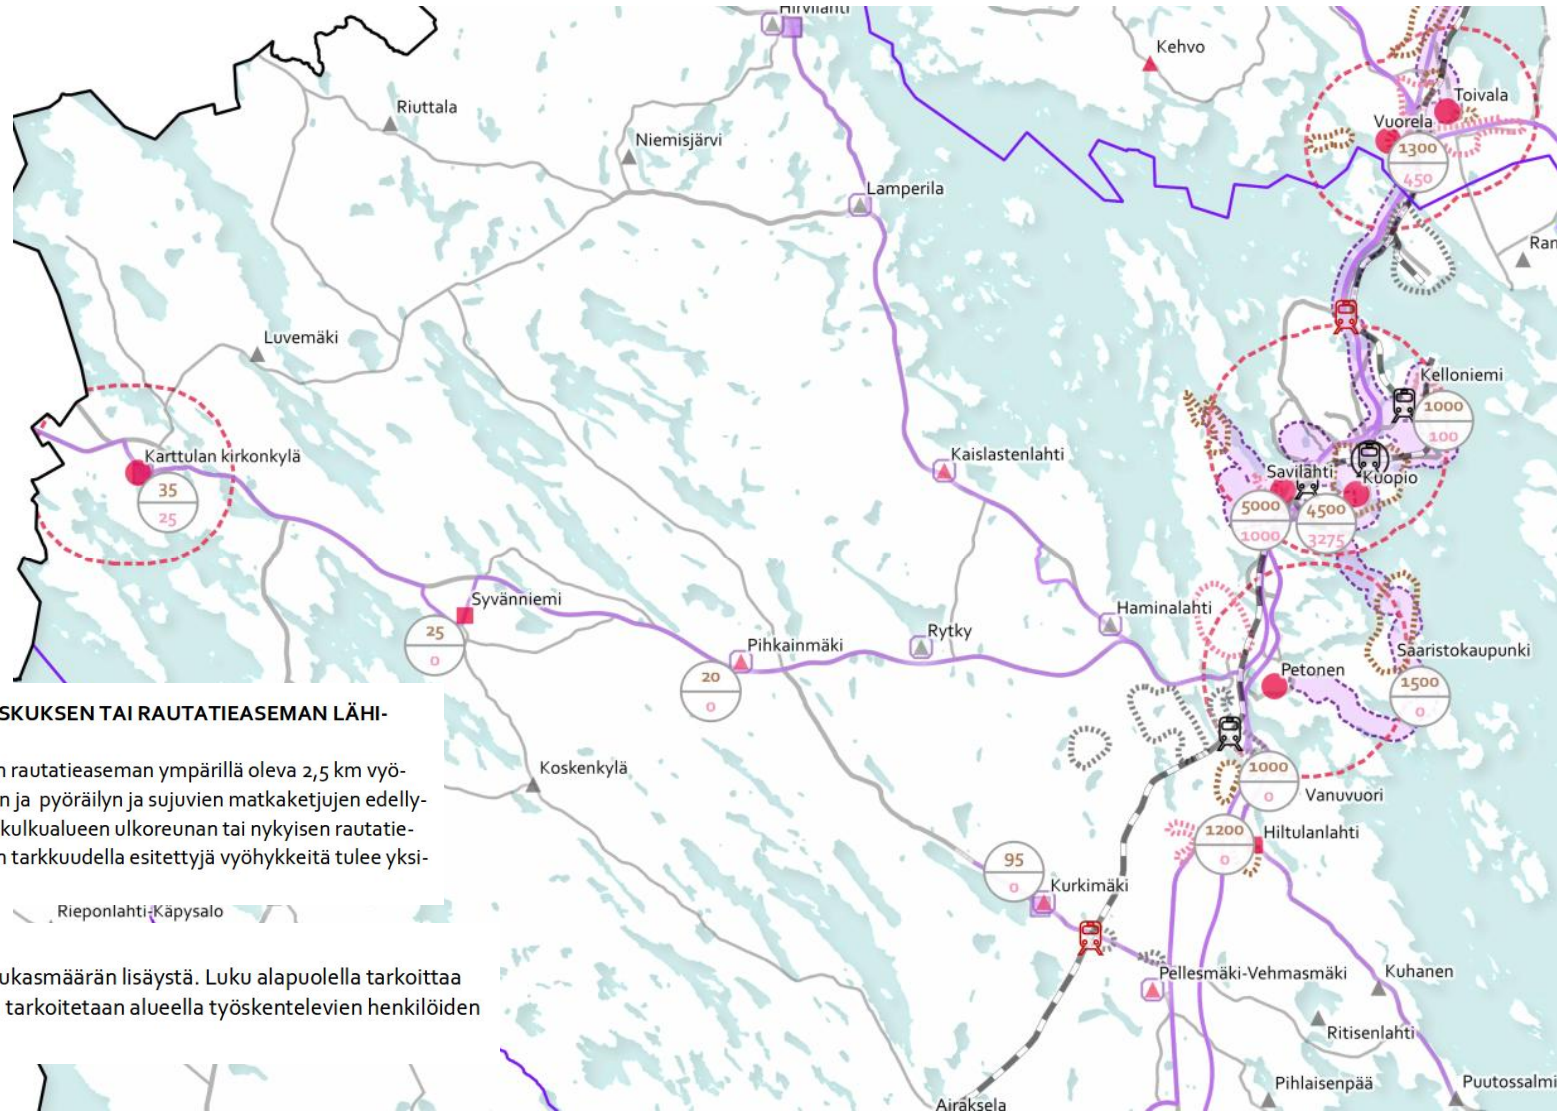 Hirvilahti
Kehvo
Riuttala
Toivala
Vuorela
1300
450
Niemisjärvi
Lamperila
Ran
Luvemäki
Kelloniemi
1000
100
Karttulan kirkonkylä
35
25
Kaislastenlahti
Savilahti
Kuopio
5000
1000
4500
3275
Syvänniemi
25
0
Haminalahti
Rytky
Pihkainmäki
20
0
Saaristokaupunki
1500
0
Petonen
SKUKSEN TAI RAUTATIEASEMAN LÄHI-
n rautatieaseman ympärillä oleva 2,5 km vyö-
n ja pyöräilyn ja sujuvien matkaketjujen edelly-
kulkualueen ulkoreunan tai nykyisen rautatie-
n tarkkuudella esitettyjä vyöhykkeitä tulee yksi-
Koskenkylä
1000
0
Vanuvuori
1200
0
Hiltulanlahti
95
0
Kurkimäki
Rieponlahti-Käpysalo
ukasmäärän lisäystä. Luku alapuolella tarkoittaa
tarkoitetaan alueella työskentelevien henkilöiden
Pellesmäki-Vehmasmäki
Kuhanen
Ritisenlahti
Pihlaisenpää
Puutossalmi
Airaksela